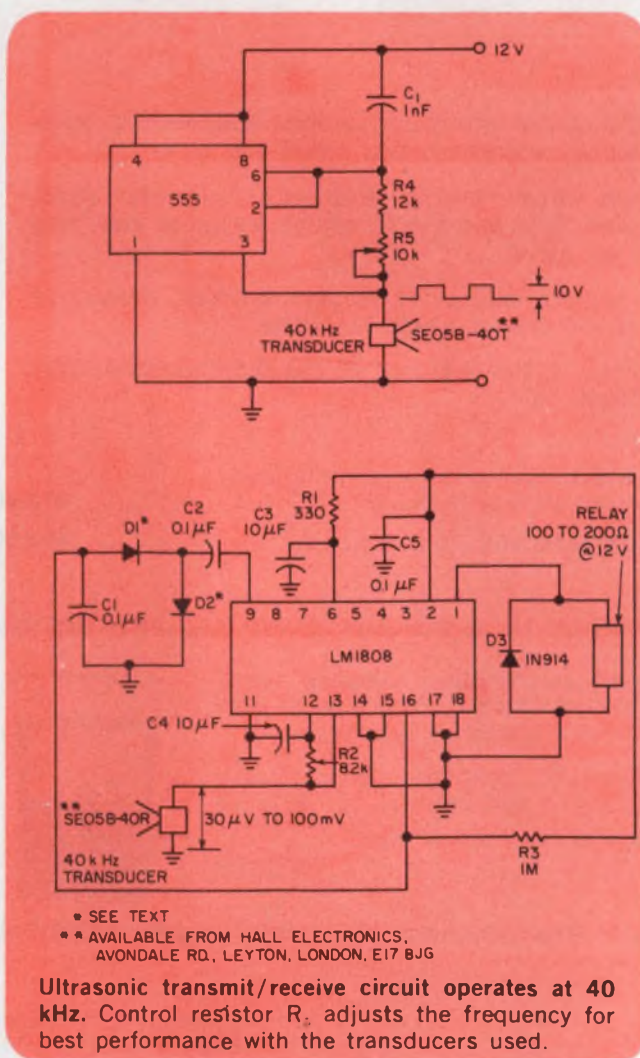 12 V
C1
1nF
4
8
6
2
555
1
3
R4
12k
R5
10k
10 V
40 kHz
TRANSDUCER
SE05B-40T**
D1*
C2
0.1µF
C3
10µF
R1
330
C5
0.1 µF
RELAY
100 TO 200Ω
@ 12 V
C1
0.1µF
D2*
9 8 7 6 5 4 3 2 1
LM1808
D3
1N914
11 12 13 14 15 16 17 18
C4 10µF
R2
8.2k
**
SE05B-40R
30µV TO 100mV
40 kHz
TRANSDUCER
R3
1M
* SEE TEXT
** AVAILABLE FROM HALL ELECTRONICS,
AVONDALE RD., LEYTON, LONDON, E17 8JG
Ultrasonic transmit/receive circuit operates at 40
kHz. Control resistor R. adjusts the frequency for
best performance with the transducers used.